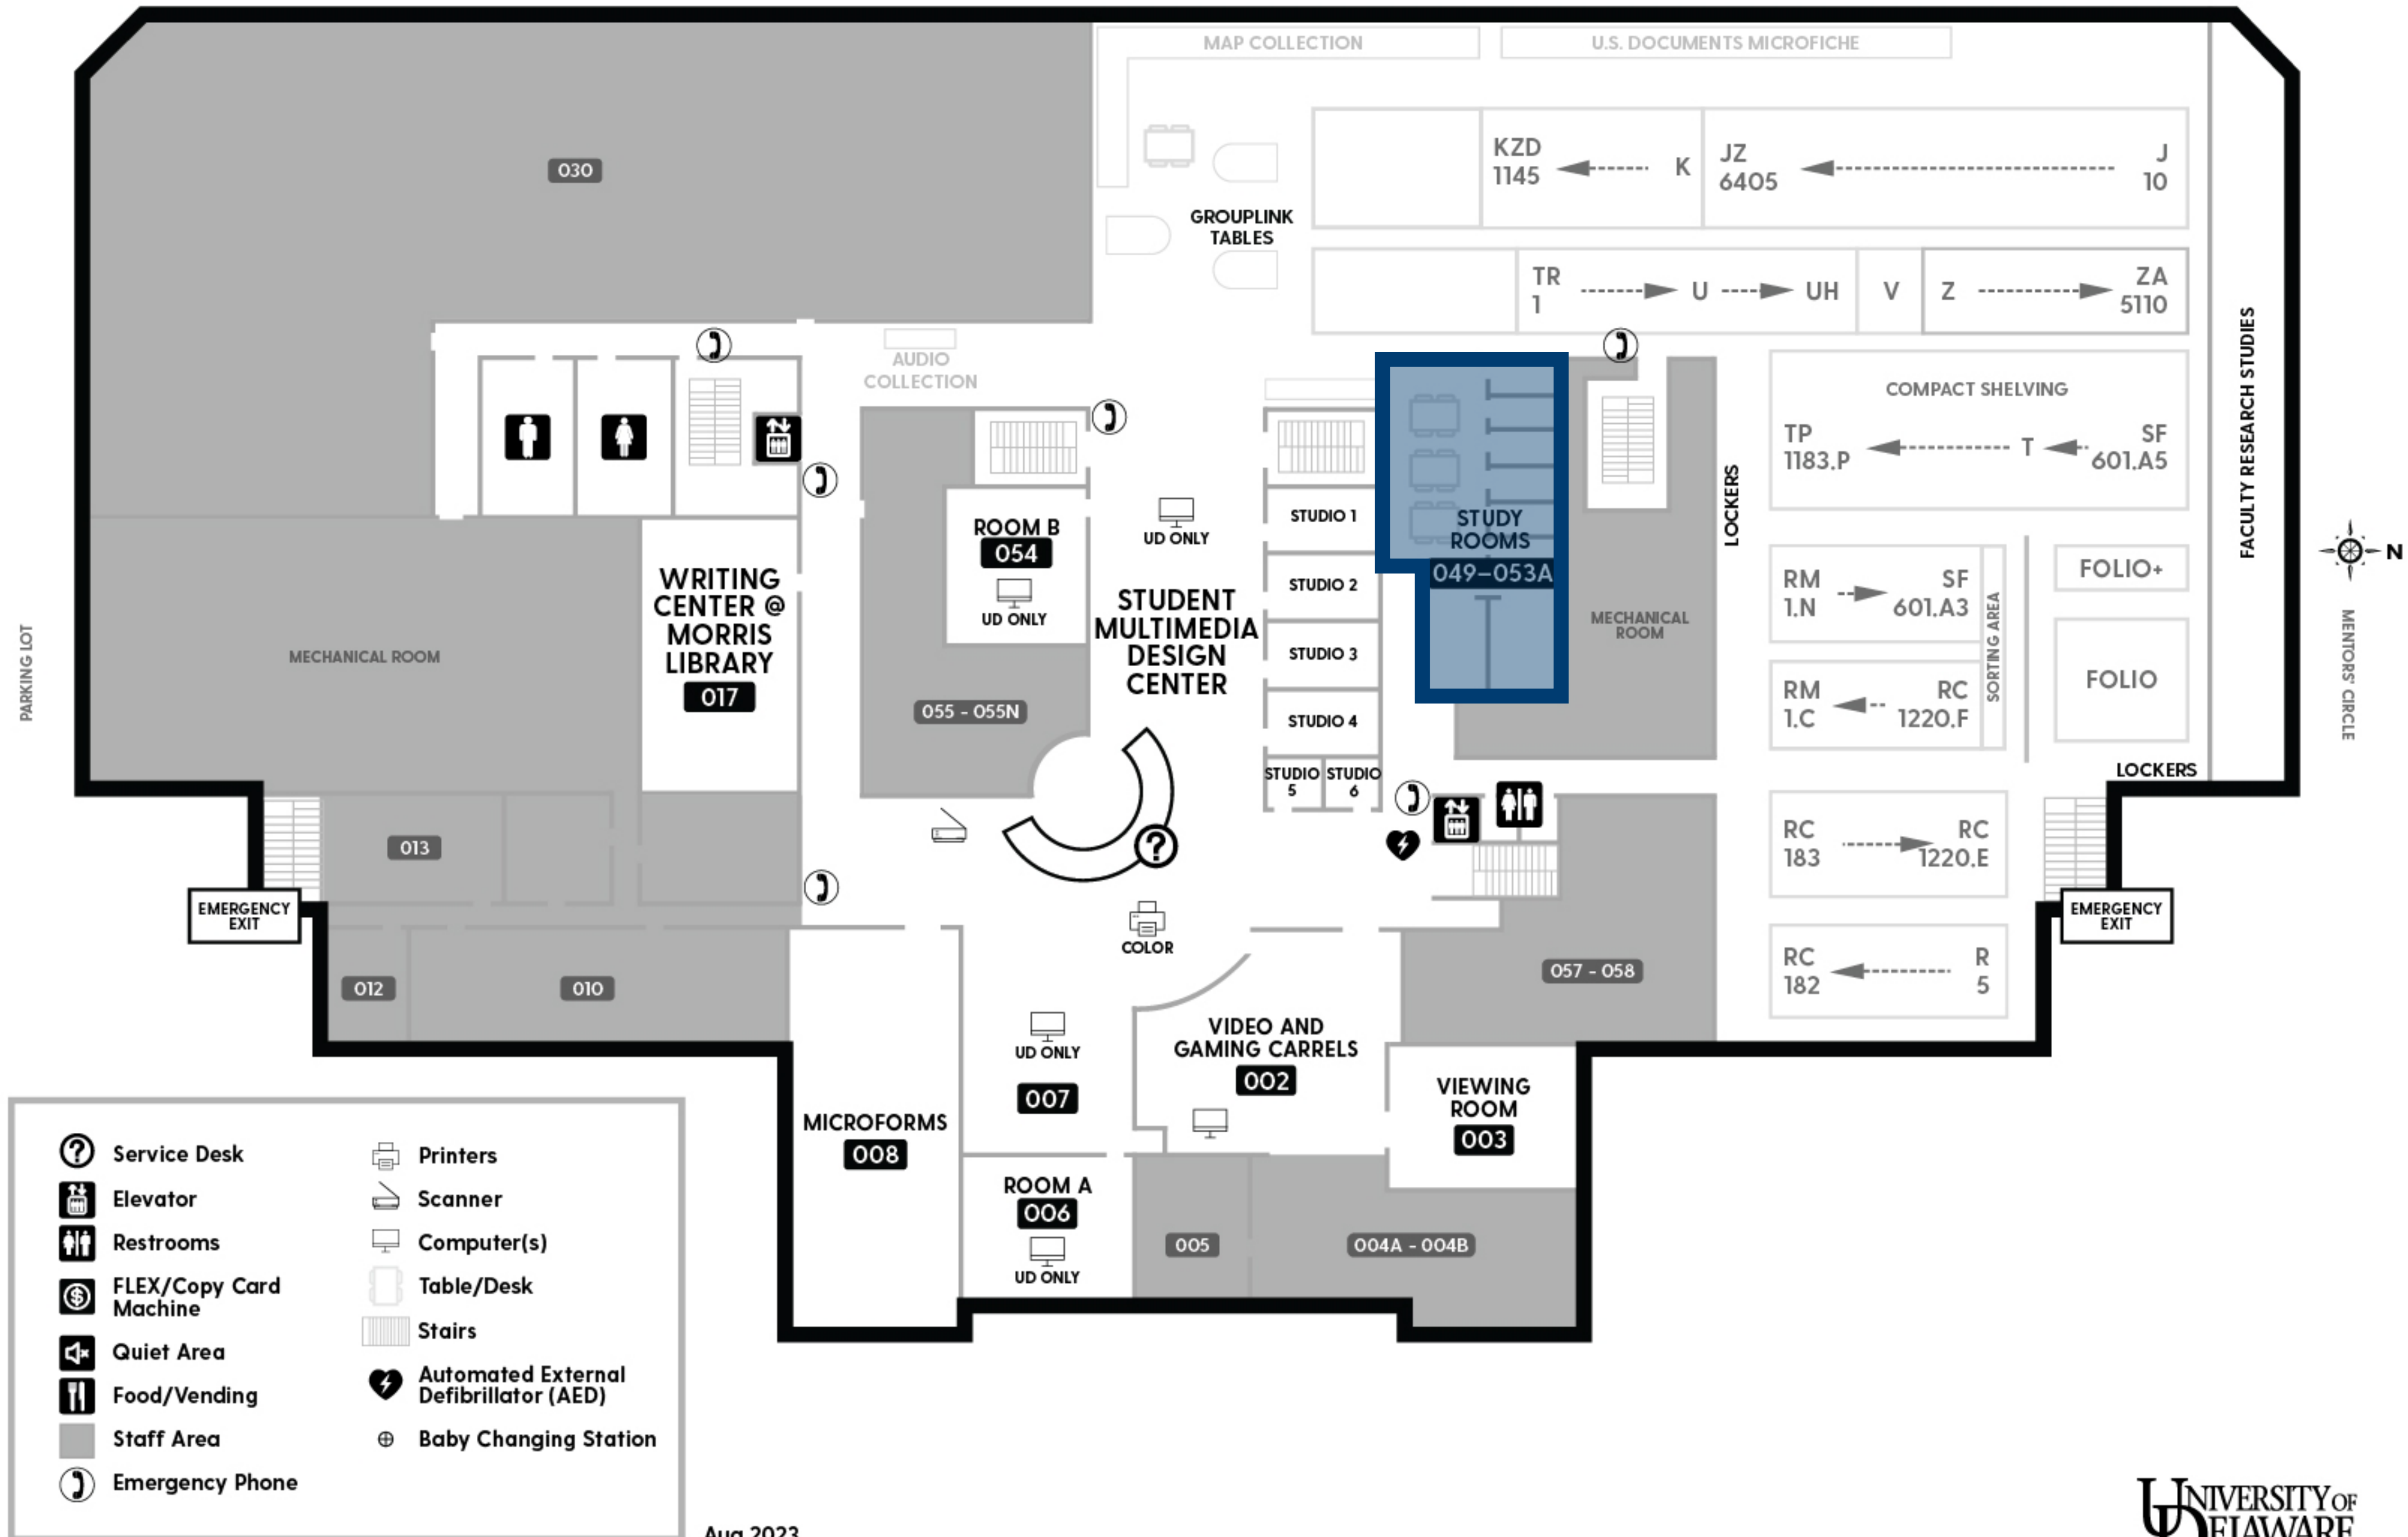 MAP COLLECTION
U.S. DOCUMENTS MICROFICHE
030
KZD
1145
K
JZ
6405
J
10
GROUPLINK
TABLES
TR
1
U
UH
V
Z
ZA
5110
AUDIO
COLLECTION
COMPACT SHELVING
TP
1183.P
T
SF
601.A5
LOCKERS
FACULTY RESEARCH STUDIES
N
MENTORS' CIRCLE
PARKING LOT
MECHANICAL ROOM
WRITING
CENTER @
MORRIS
LIBRARY
017
ROOM B
054
UD ONLY
055 - 055N
UD ONLY
STUDENT
MULTIMEDIA
DESIGN
CENTER
STUDIO 1
STUDIO 2
STUDIO 3
STUDIO 4
STUDIO
5
STUDIO
6
STUDY
ROOMS
049–053A
MECHANICAL
ROOM
RM
1.N
SF
601.A3
RM
1.C
RC
1220.F
SORTING AREA
FOLIO+
FOLIO
LOCKERS
RC
183
RC
1220.E
RC
182
R
5
EMERGENCY
EXIT
EMERGENCY
EXIT
013
012
010
COLOR
057 - 058
UD ONLY
007
VIDEO AND
GAMING CARRELS
002
VIEWING
ROOM
003
MICROFORMS
008
ROOM A
006
UD ONLY
005
004A - 004B
Service Desk
Elevator
Restrooms
FLEX/Copy Card
Machine
Quiet Area
Food/Vending
Staff Area
Emergency Phone
Printers
Scanner
Computer(s)
Table/Desk
Stairs
Automated External
Defibrillator (AED)
Baby Changing Station
Aug 2023
UNIVERSITY OF
DELAWARE